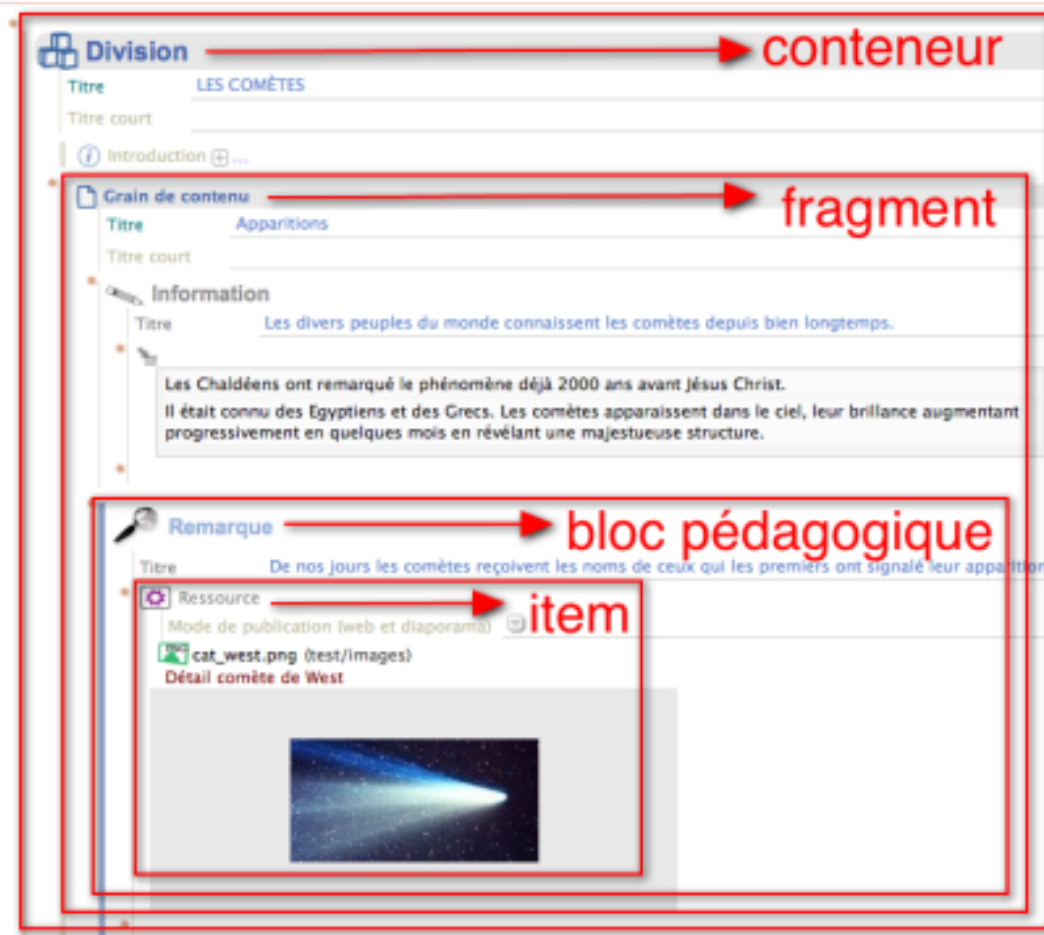 Division conteneur
Titre LES COMÈTES
Titre court
Introduction ...
Grain de contenu fragment
Titre Apparitions
Titre court
Information
Titre Les divers peuples du monde connaissent les comètes depuis bien longtemps.
Les Chaldéens ont remarqué le phénomène déjà 2000 ans avant Jésus Christ.
Il était connu des Egyptiens et des Grecs. Les comètes apparaissent dans le ciel, leur brillance augmentant
progressivement en quelques mois en révélant une majestueuse structure.
Remarque bloc pédagogique
Titre De nos jours les comètes reçoivent les noms de ceux qui les premiers ont signalé leur apparition
Ressource item
Mode de publication (web et diaporama)
cat_west.png (test/images)
Détail comète de West